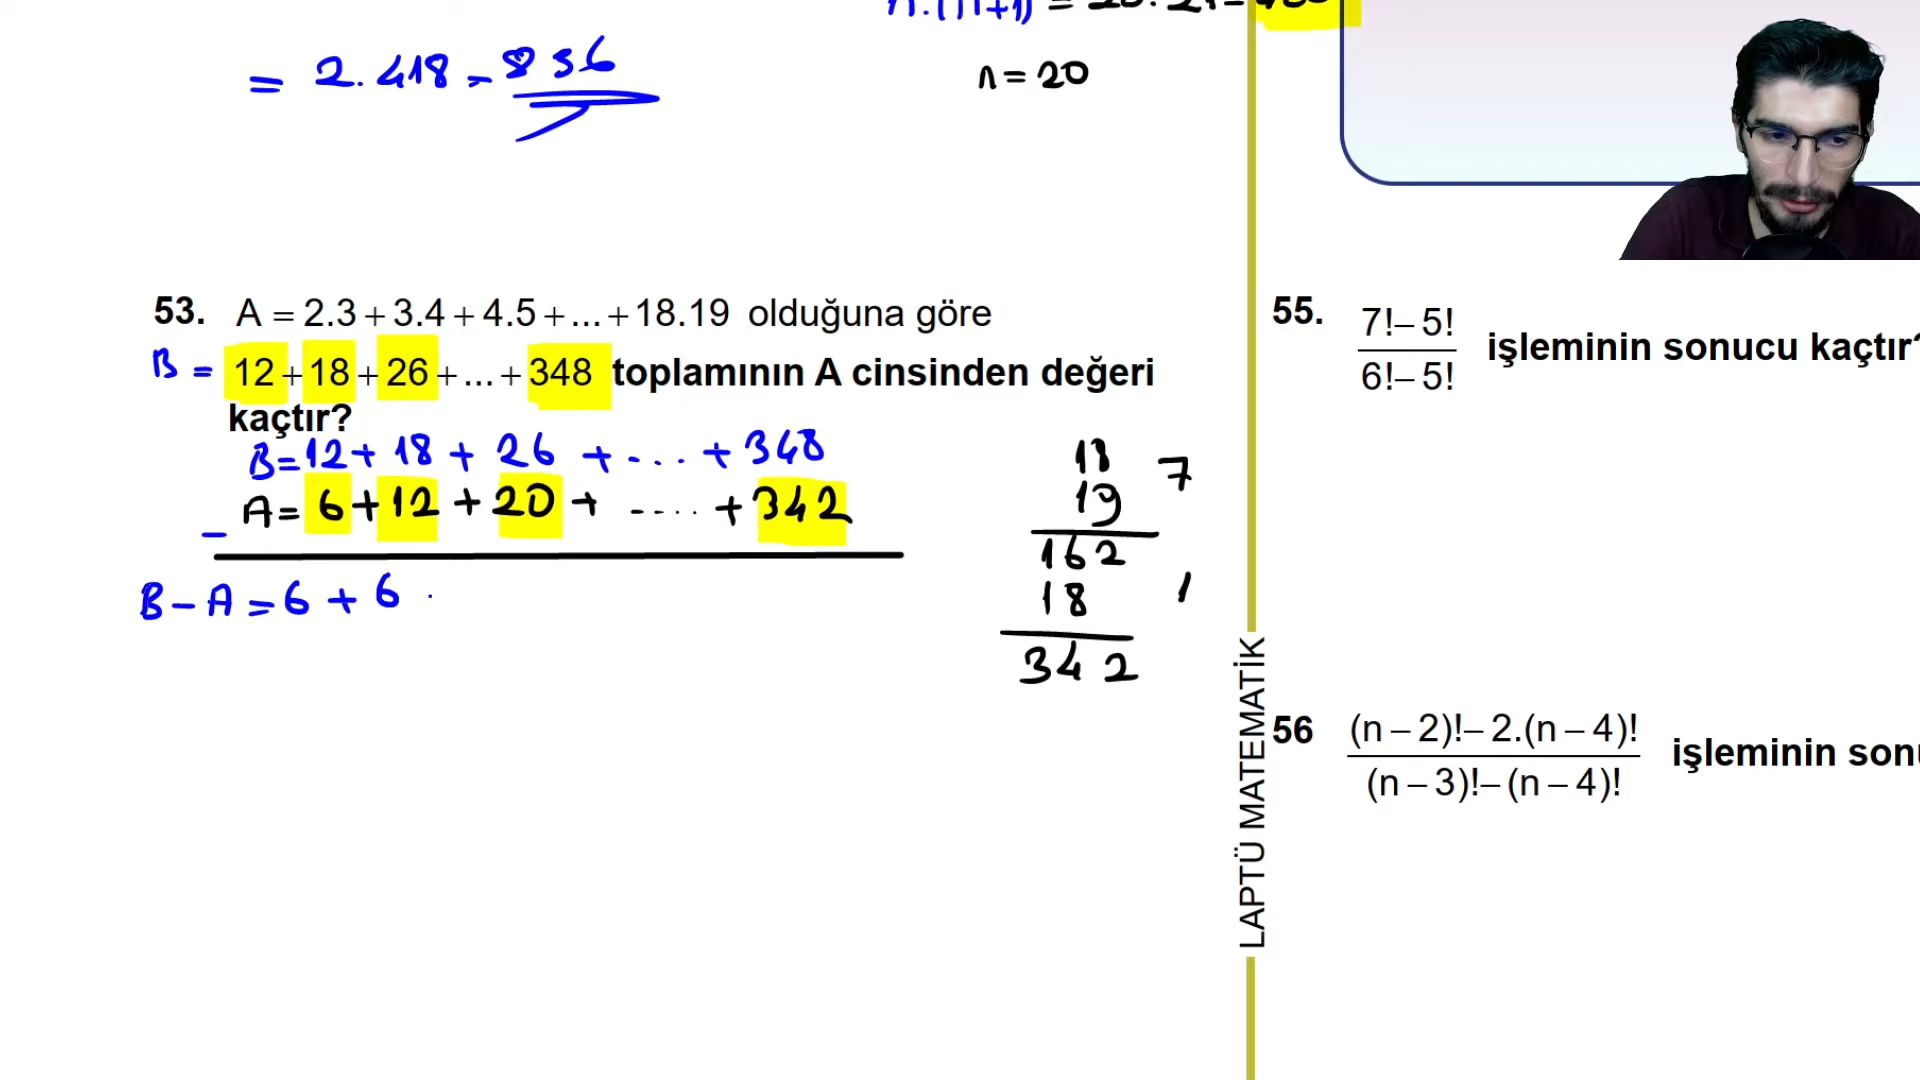 = 2.418 - 836
n = 20
53. A = 2.3 + 3.4 + 4.5 + ... + 18.19 olduğuna göre
B = 12 + 18 + 26 + ... + 348 toplamının A cinsinden değeri
kaçtır?
B = 12 + 18 + 26 + ... + 348
A = 6 + 12 + 20 + .... + 342
-
B - A = 6 + 6 .
18
19
162
18
342
7
1
LAPTÜ MATEMATİK
55. 7! – 5! / 6! – 5! işleminin sonucu kaçtır?
56 (n – 2)! – 2.(n – 4)! / (n – 3)! – (n – 4)! işleminin